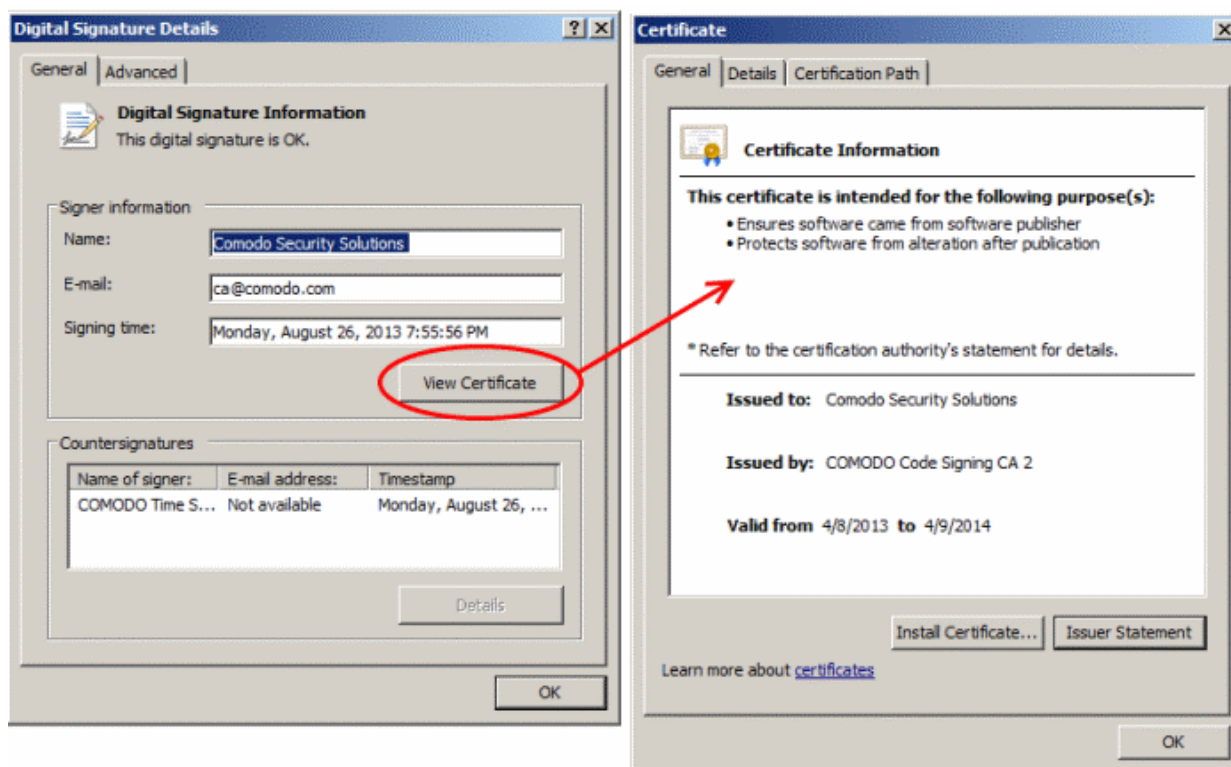 Digital Signature Details
General Advanced
Digital Signature Information
This digital signature is OK.
Signer information
Name: Comodo Security Solutions
E-mail: ca@comodo.com
Signing time: Monday, August 26, 2013 7:55:56 PM
View Certificate
Countersignatures
Name of signer: E-mail address: Timestamp
COMODO Time S... Not available Monday, August 26, ...
Details
OK
Certificate
General Details Certification Path
Certificate Information
This certificate is intended for the following purpose(s):
• Ensures software came from software publisher
• Protects software from alteration after publication
* Refer to the certification authority's statement for details.
Issued to: Comodo Security Solutions
Issued by: COMODO Code Signing CA 2
Valid from 4/8/2013 to 4/9/2014
Install Certificate... Issuer Statement
Learn more about certificates
OK